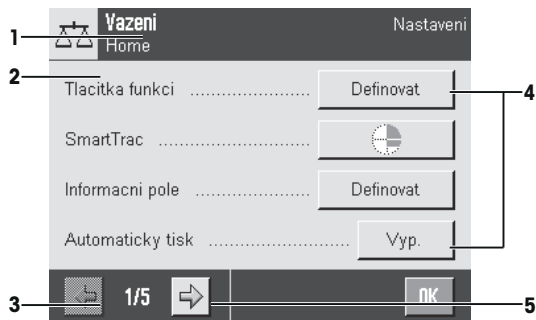 Vazeni
Nastaveni
1
Home
2
Tlacitka funkci ...................... Definovat
4
SmartTrac ............................
Informacni pole ..................... Definovat
Automaticky tisk .......................... Vyp.
3
1/5
OK
5